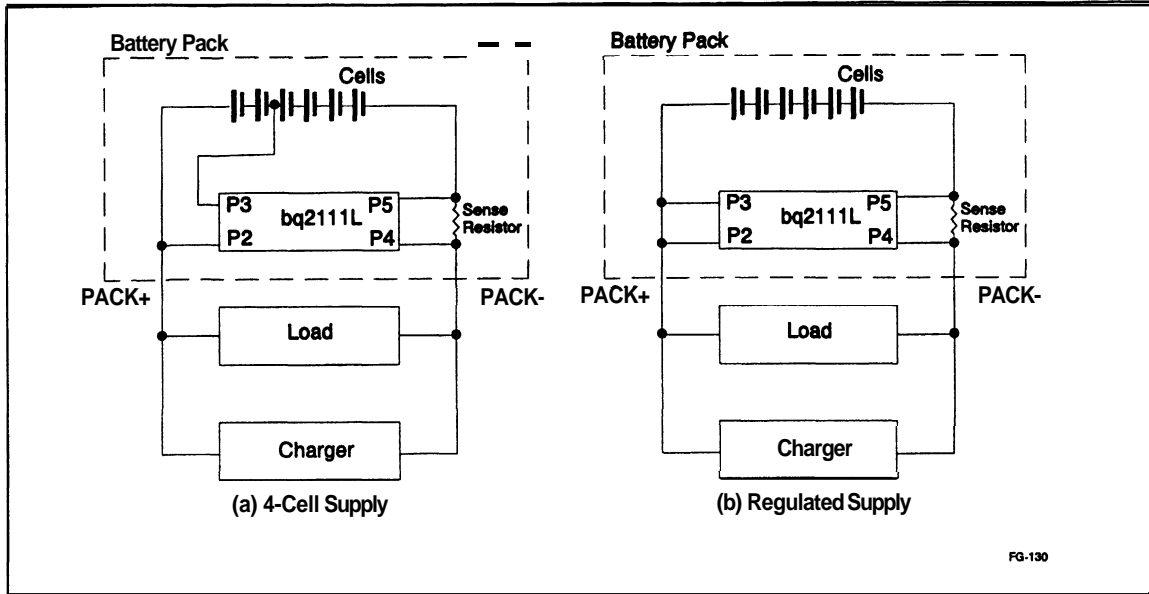 Battery Pack
Cells
P3 P5
bq2111L
P2 P4
Sense
Resistor
PACK+ PACK-
Load
Charger
(a) 4-Cell Supply
Battery Pack
Cells
P3 P5
bq2111L
P2 P4
Sense
Resistor
PACK+ PACK-
Load
Charger
(b) Regulated Supply
FG-130